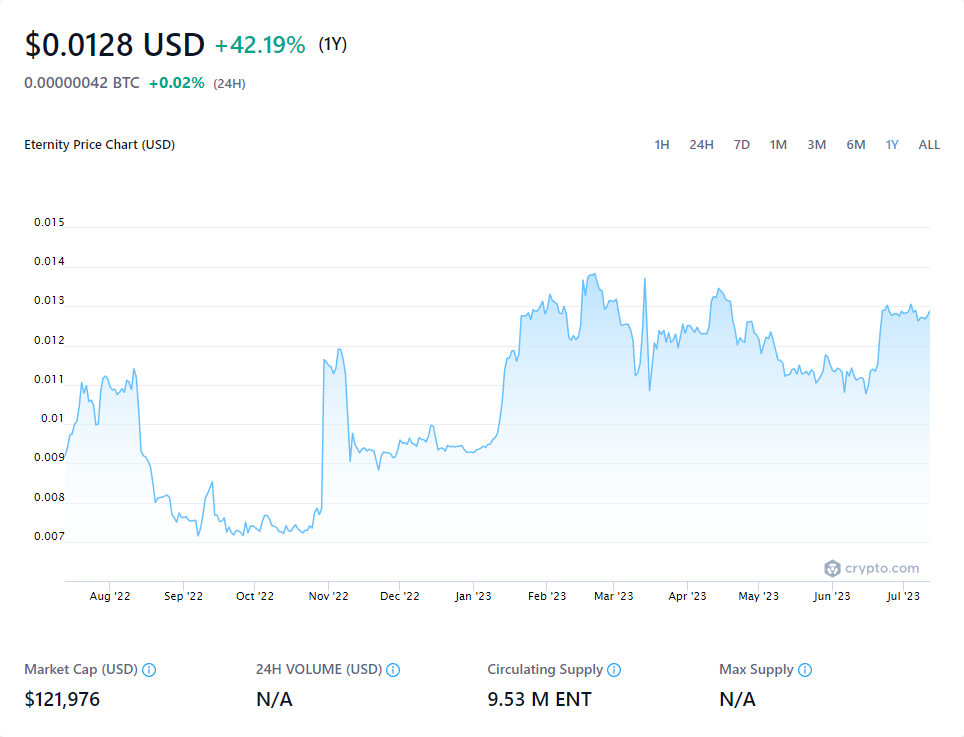 $0.0128 USD +42.19% (1Y)
0.00000042 BTC +0.02% (24H)
Eternity Price Chart (USD) 1H 24H 7D 1M 3M 6M 1Y ALL
0.015
0.014
0.013
0.012
0.011
0.01
0.009
0.008
0.007
crypto.com
Aug '22 Sep '22 Oct '22 Nov '22 Dec '22 Jan '23 Feb '23 Mar '23 Apr '23 May '23 Jun '23 Jul '23
Market Cap (USD) 24H VOLUME (USD) Circulating Supply Max Supply
$121,976 N/A 9.53 M ENT N/A